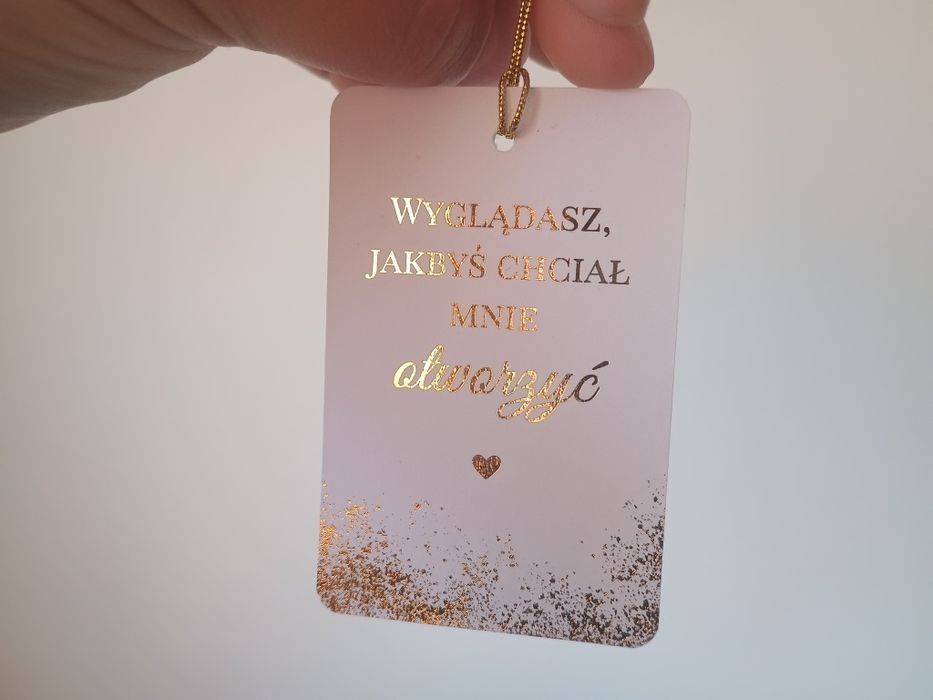 WYGLĄDASZ,
JAKBYŚ CHCIAŁ
MNIE
otworzyć